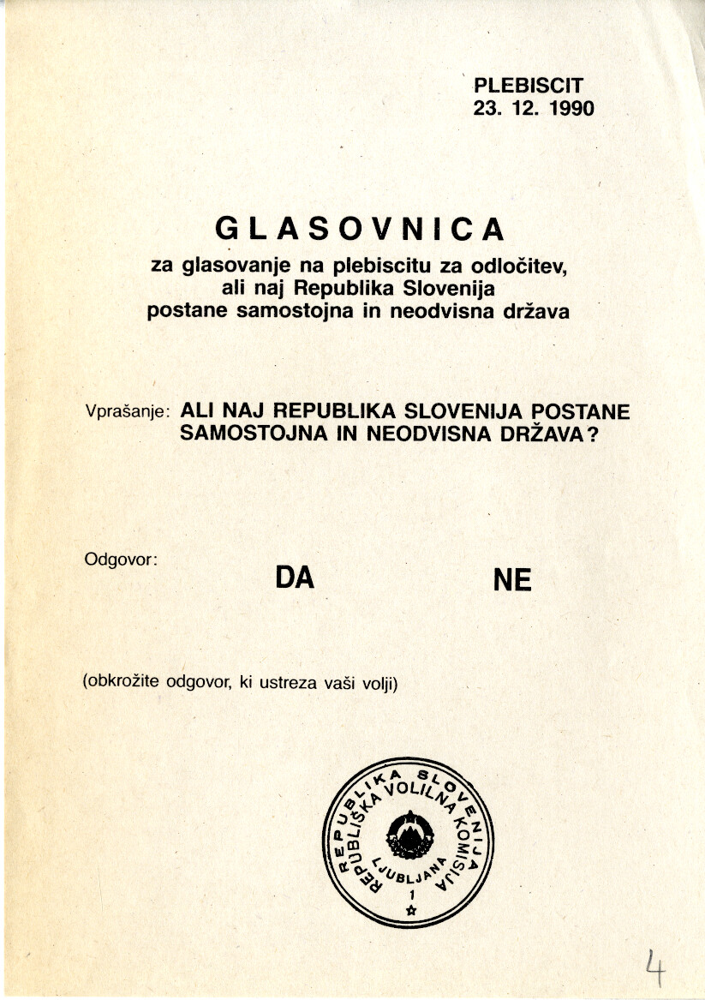 PLEBISCIT
23. 12. 1990
GLASOVNICA
za glasovanje na plebiscitu za odločitev,
ali naj Republika Slovenija
postane samostojna in neodvisna država
Vprašanje: ALI NAJ REPUBLIKA SLOVENIJA POSTANE
SAMOSTOJNA IN NEODVISNA DRŽAVA?
Odgovor:
DA NE
(obkrožite odgovor, ki ustreza vaši volji)
REPUBLIKA SLOVENIJA
REPUBLIŠKA VOLILNA KOMISIJA
LJUBLJANA
1
4